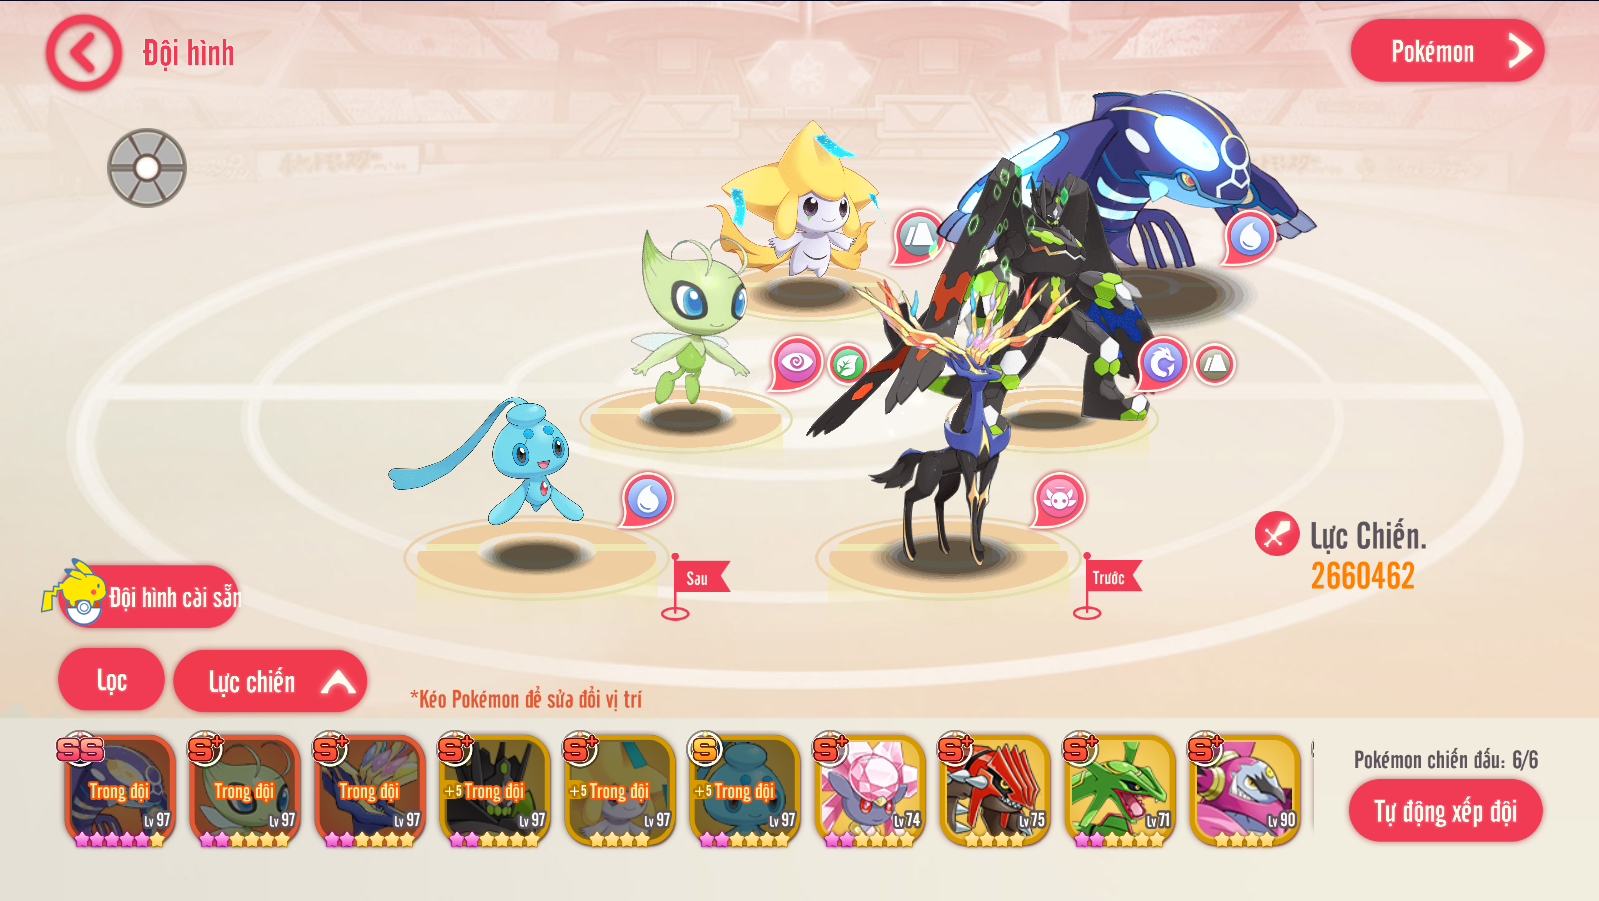 Đội hình
Pokémon
Sau
Trước
Lực Chiến.
2660462
Đội hình cài sẵn
Lọc
Lực chiến
*Kéo Pokémon để sửa đổi vị trí
SS
Trong đội
Lv 97
S+
Trong đội
Lv 97
S+
Trong đội
Lv 97
S+
+5 Trong đội
Lv 97
S+
+5 Trong đội
Lv 97
S
+5 Trong đội
Lv 97
S+
Lv 74
S+
Lv 75
S+
Lv 71
S+
Lv 90
Pokémon chiến đấu: 6/6
Tự động xếp đội